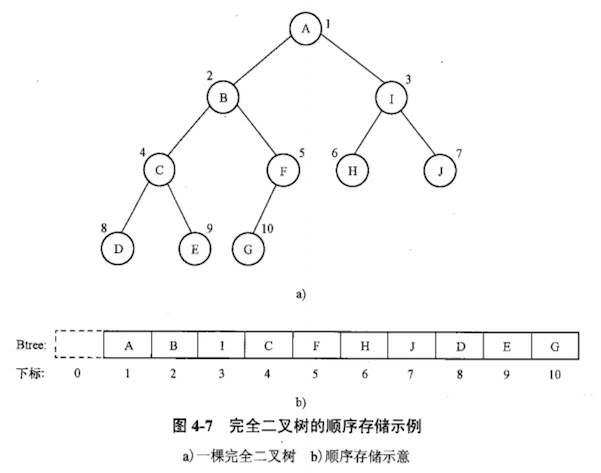 A 1
2 3
B I
4 5 6 7
C F H J
8 9 10
D E G
a)
Btree: A B I C F H J D E G
下标: 0 1 2 3 4 5 6 7 8 9 10
b)
图 4-7 完全二叉树的顺序存储示例
a)一棵完全二叉树 b)顺序存储示意